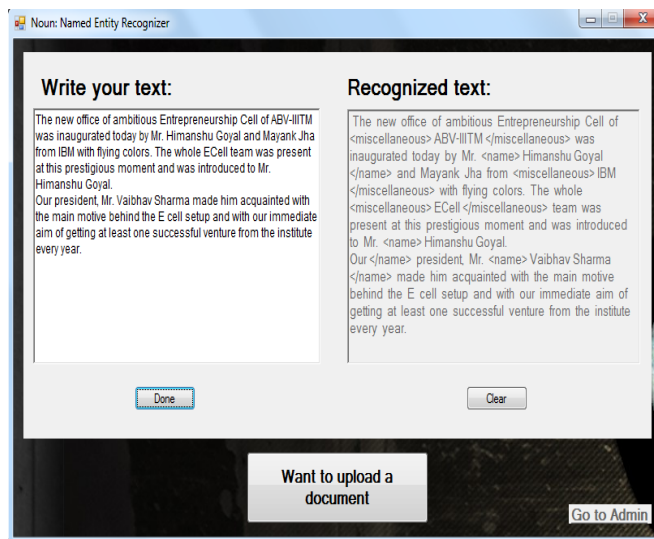 Noun: Named Entity Recognizer
Write your text:
The new office of ambitious Entrepreneurship Cell of ABV-IIITM
was inaugurated today by Mr. Himanshu Goyal and Mayank Jha
from IBM with flying colors. The whole ECell team was present
at this prestigious moment and was introduced to Mr.
Himanshu Goyal.
Our president, Mr. Vaibhav Sharma made him acquainted with
the main motive behind the E cell setup and with our immediate
aim of getting at least one successful venture from the institute
every year.
Done
Recognized text:
The new office of ambitious Entrepreneurship Cell of
<miscellaneous> ABV-IIITM </miscellaneous> was
inaugurated today by Mr. <name> Himanshu Goyal
</name> and Mayank Jha from <miscellaneous> IBM
</miscellaneous> with flying colors. The whole
<miscellaneous> ECell </miscellaneous> team was
present at this prestigious moment and was introduced
to Mr. <name> Himanshu Goyal.
Our </name> president, Mr. <name> Vaibhav Sharma
</name> made him acquainted with the main motive
behind the E cell setup and with our immediate aim of
getting at least one successful venture from the institute
every year.
Clear
Want to upload a
document
Go to Admin